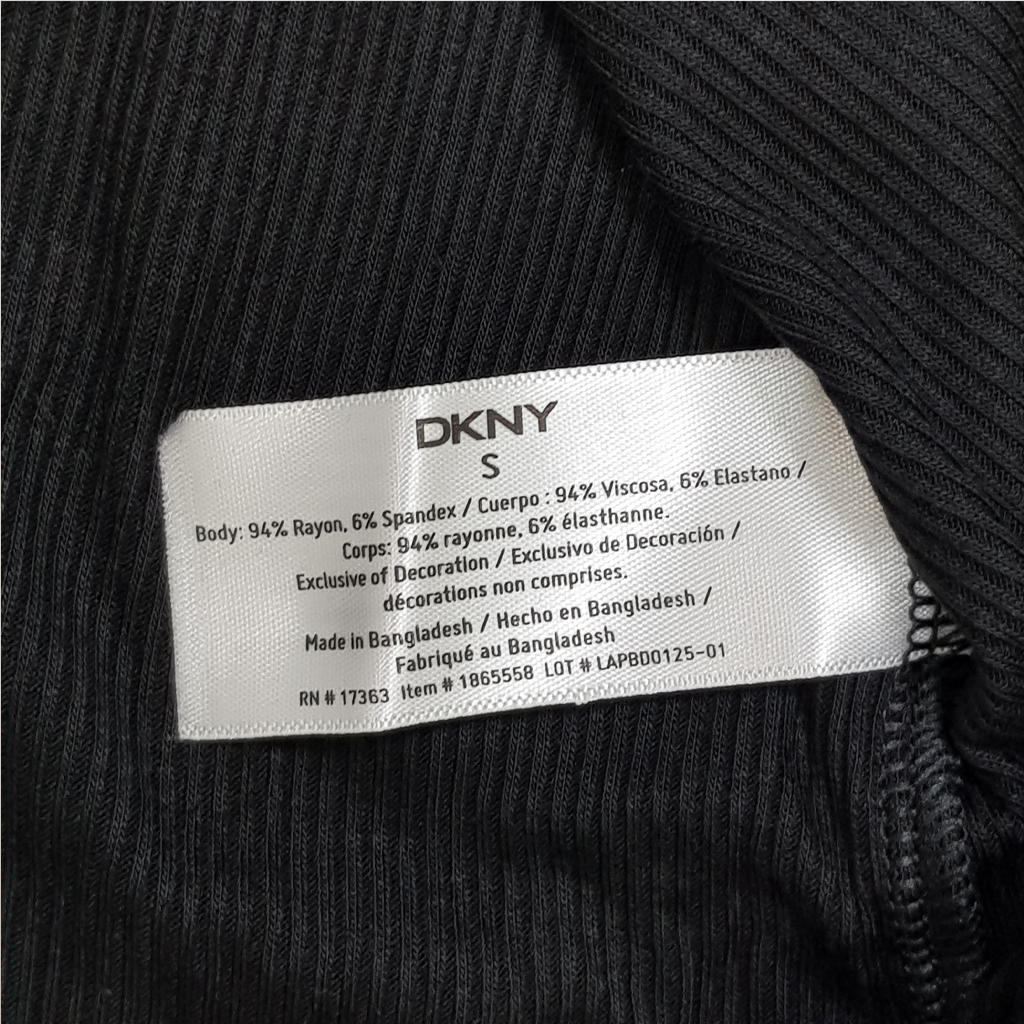 DKNY
S
Body: 94% Rayon, 6% Spandex / Cuerpo : 94% Viscosa, 6% Elastano /
Corps: 94% rayonne, 6% élasthanne.
Exclusive of Decoration / Exclusivo de Decoración /
décorations non comprises.
Made in Bangladesh / Hecho en Bangladesh /
Fabriqué au Bangladesh
RN # 17363 Item # 1865558 LOT # LAPBD0125-01